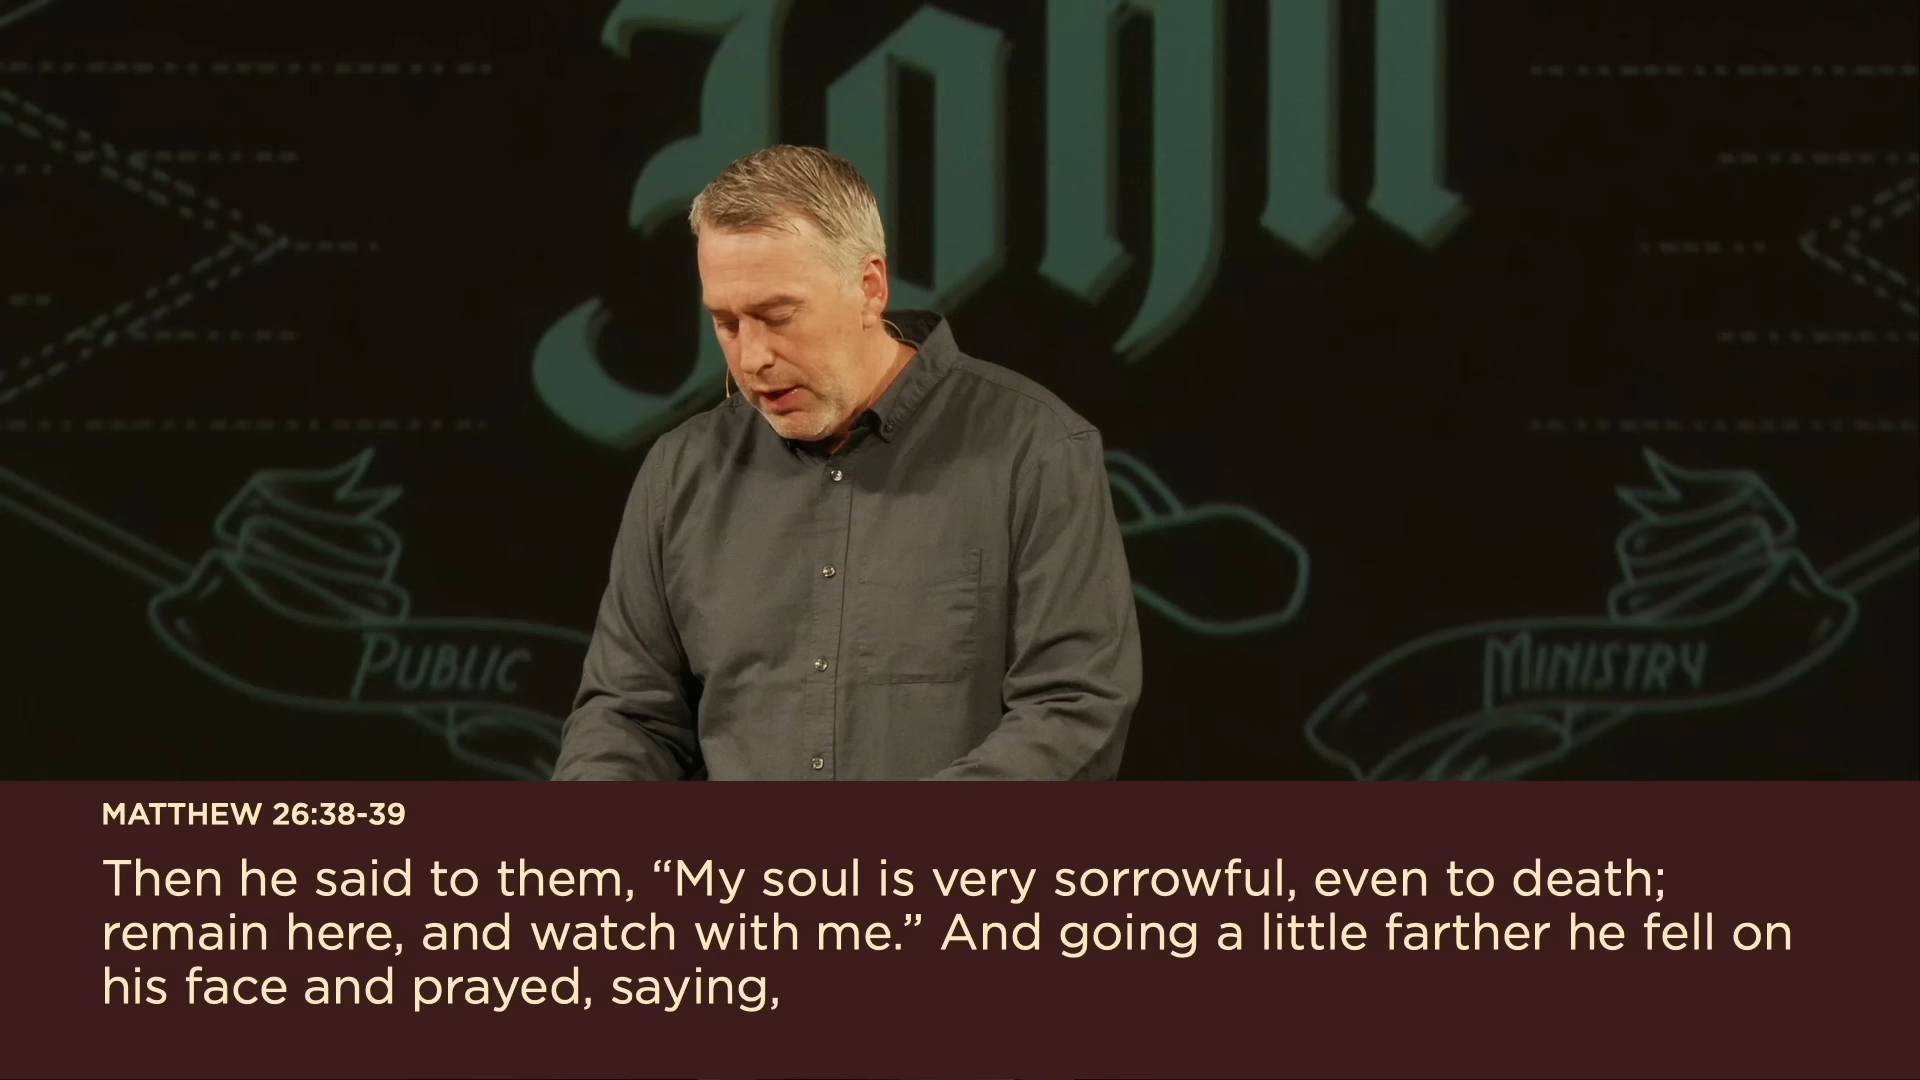 John
PUBLIC
MINISTRY
MATTHEW 26:38-39
Then he said to them, “My soul is very sorrowful, even to death;
remain here, and watch with me.” And going a little farther he fell on
his face and prayed, saying,